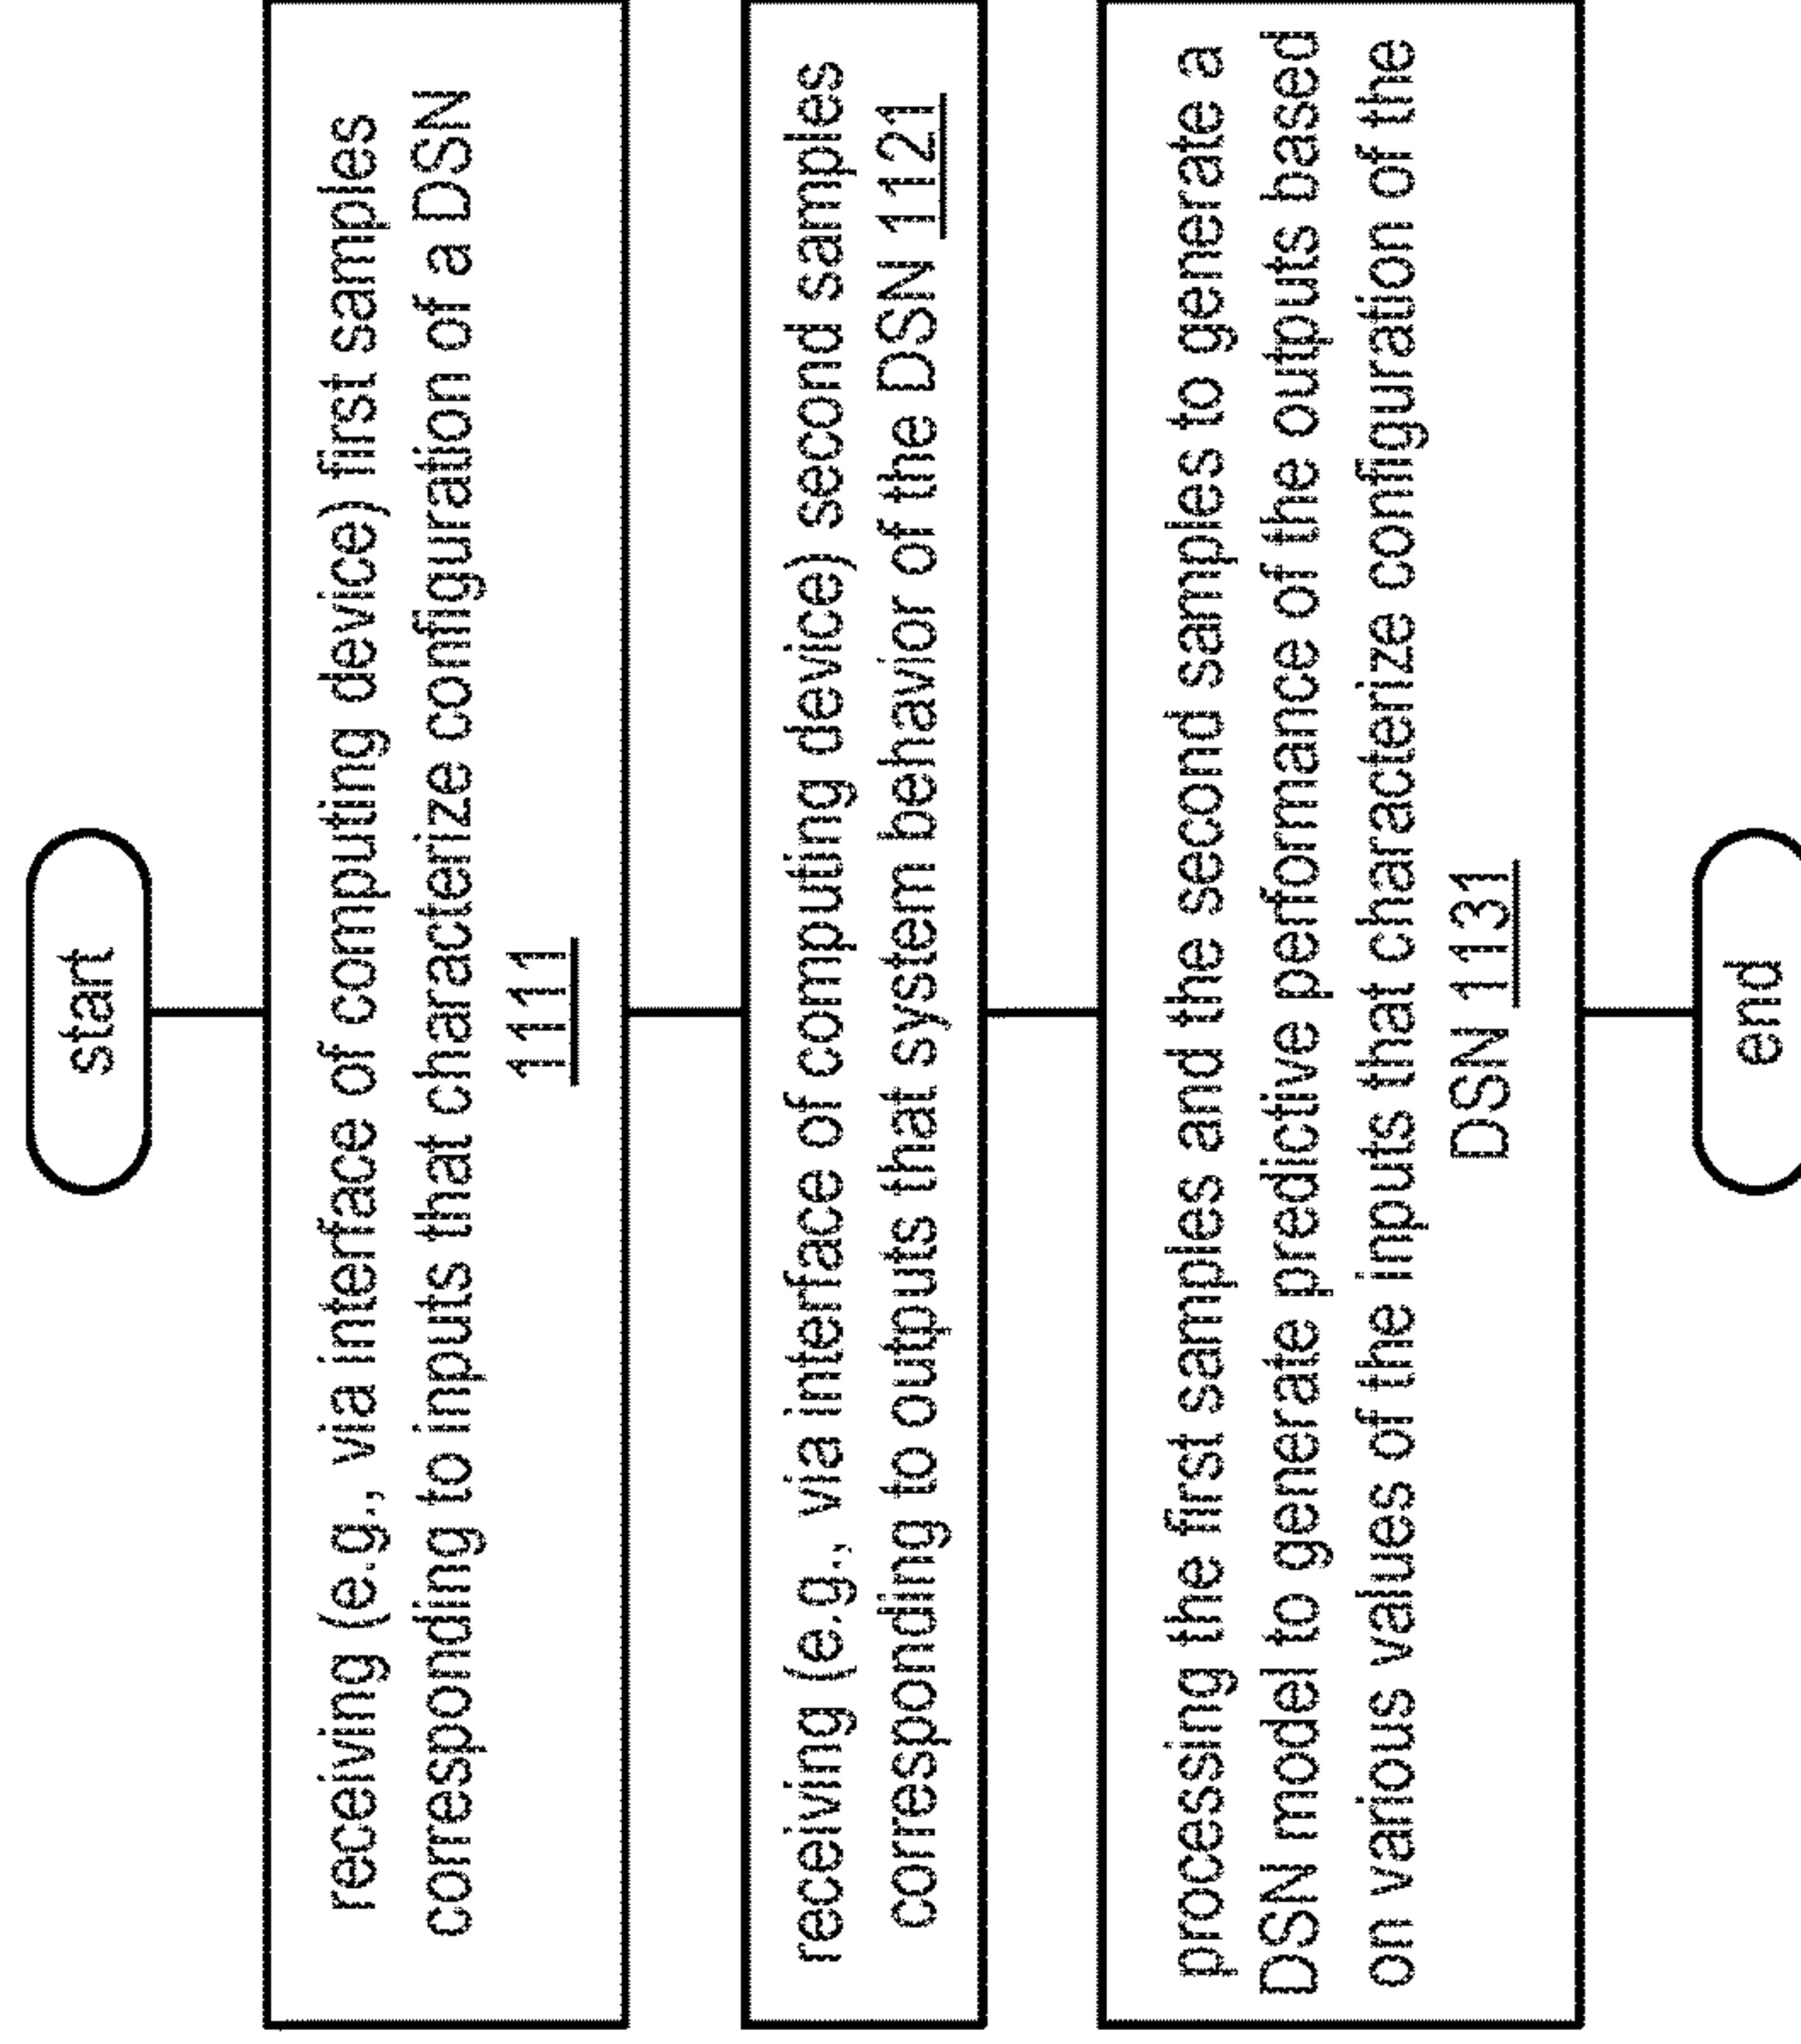 start
receiving (e.g., via interface of computing device) first samples
corresponding to inputs that characterize configuration of a DSN
1111
receiving (e.g., via interface of computing device) second samples
corresponding to outputs that system behavior of the DSN 1121
processing the first samples and the second samples to generate a
DSN model to generate predictive performance of the outputs based
on various values of the inputs that characterize configuration of the
DSN 1131
end